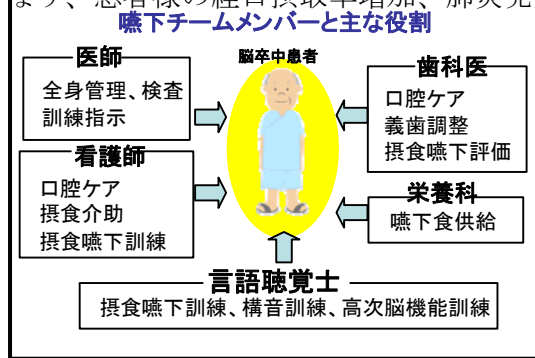 嚥下チームメンバーと主な役割
医師
全身管理、検査
訓練指示
看護師
口腔ケア
摂食介助
摂食嚥下訓練
脳卒中患者
歯科医
口腔ケア
義歯調整
摂食嚥下評価
栄養科
嚥下食供給
言語聴覚士
摂食嚥下訓練、構音訓練、高次脳機能訓練